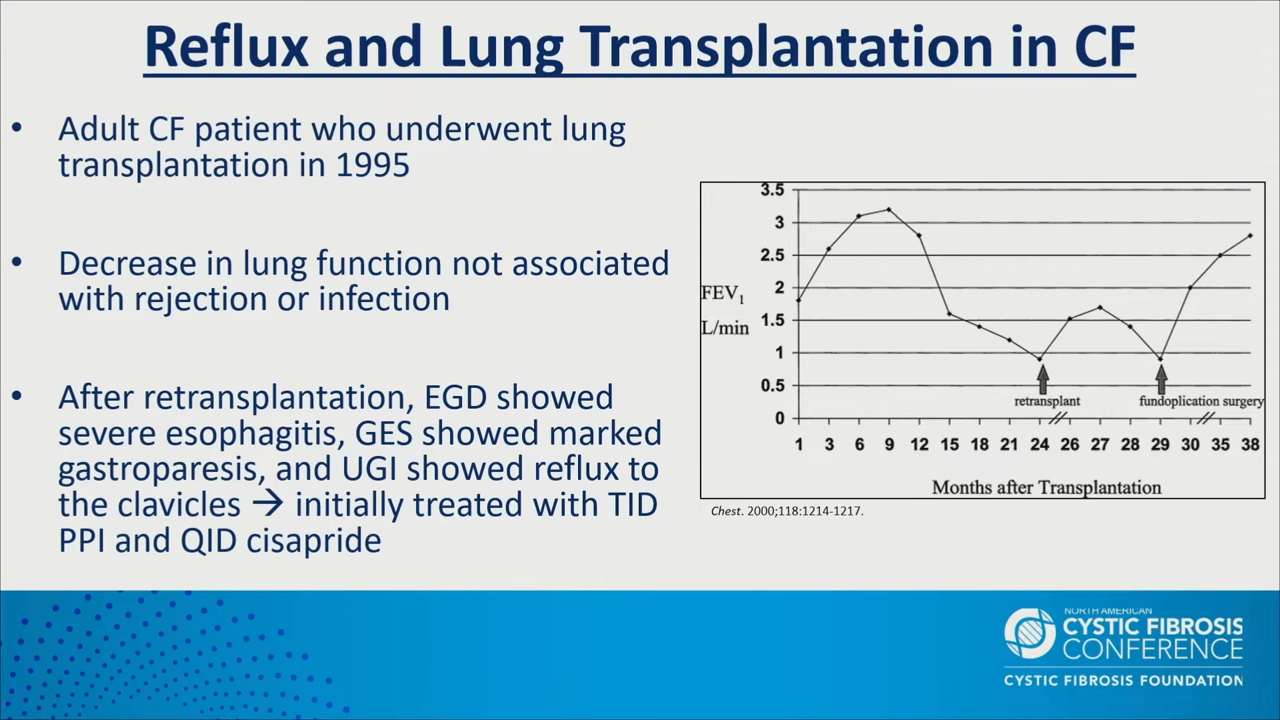 Reflux and Lung Transplantation in CF
• Adult CF patient who underwent lung
transplantation in 1995
• Decrease in lung function not associated
with rejection or infection
• After retransplantation, EGD showed
severe esophagitis, GES showed marked
gastroparesis, and UGI showed reflux to
the clavicles → initially treated with TID
PPI and QID cisapride
3.5
3
2.5
2
1.5
1
0.5
0
FEV₁
L/min
retransplant
fundoplication surgery
1 3 6 9 12 15 18 21 24 26 27 28 29 30 35 38
Months after Transplantation
Chest. 2000;118:1214-1217.
NORTH AMERICAN
CYSTIC FIBROSIS
CONFERENCE
CYSTIC FIBROSIS FOUNDATION